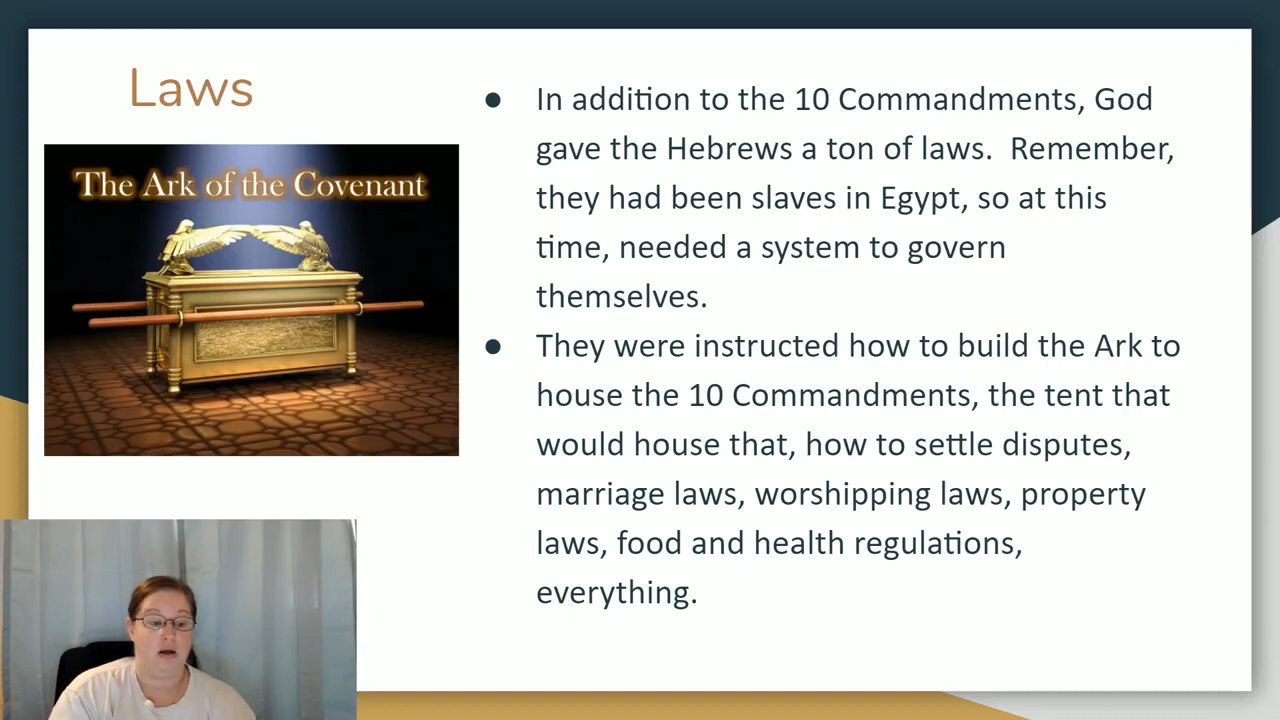 Laws
The Ark of the Covenant
● In addition to the 10 Commandments, God
gave the Hebrews a ton of laws.  Remember,
they had been slaves in Egypt, so at this
time, needed a system to govern
themselves.
● They were instructed how to build the Ark to
house the 10 Commandments, the tent that
would house that, how to settle disputes,
marriage laws, worshipping laws, property
laws, food and health regulations,
everything.